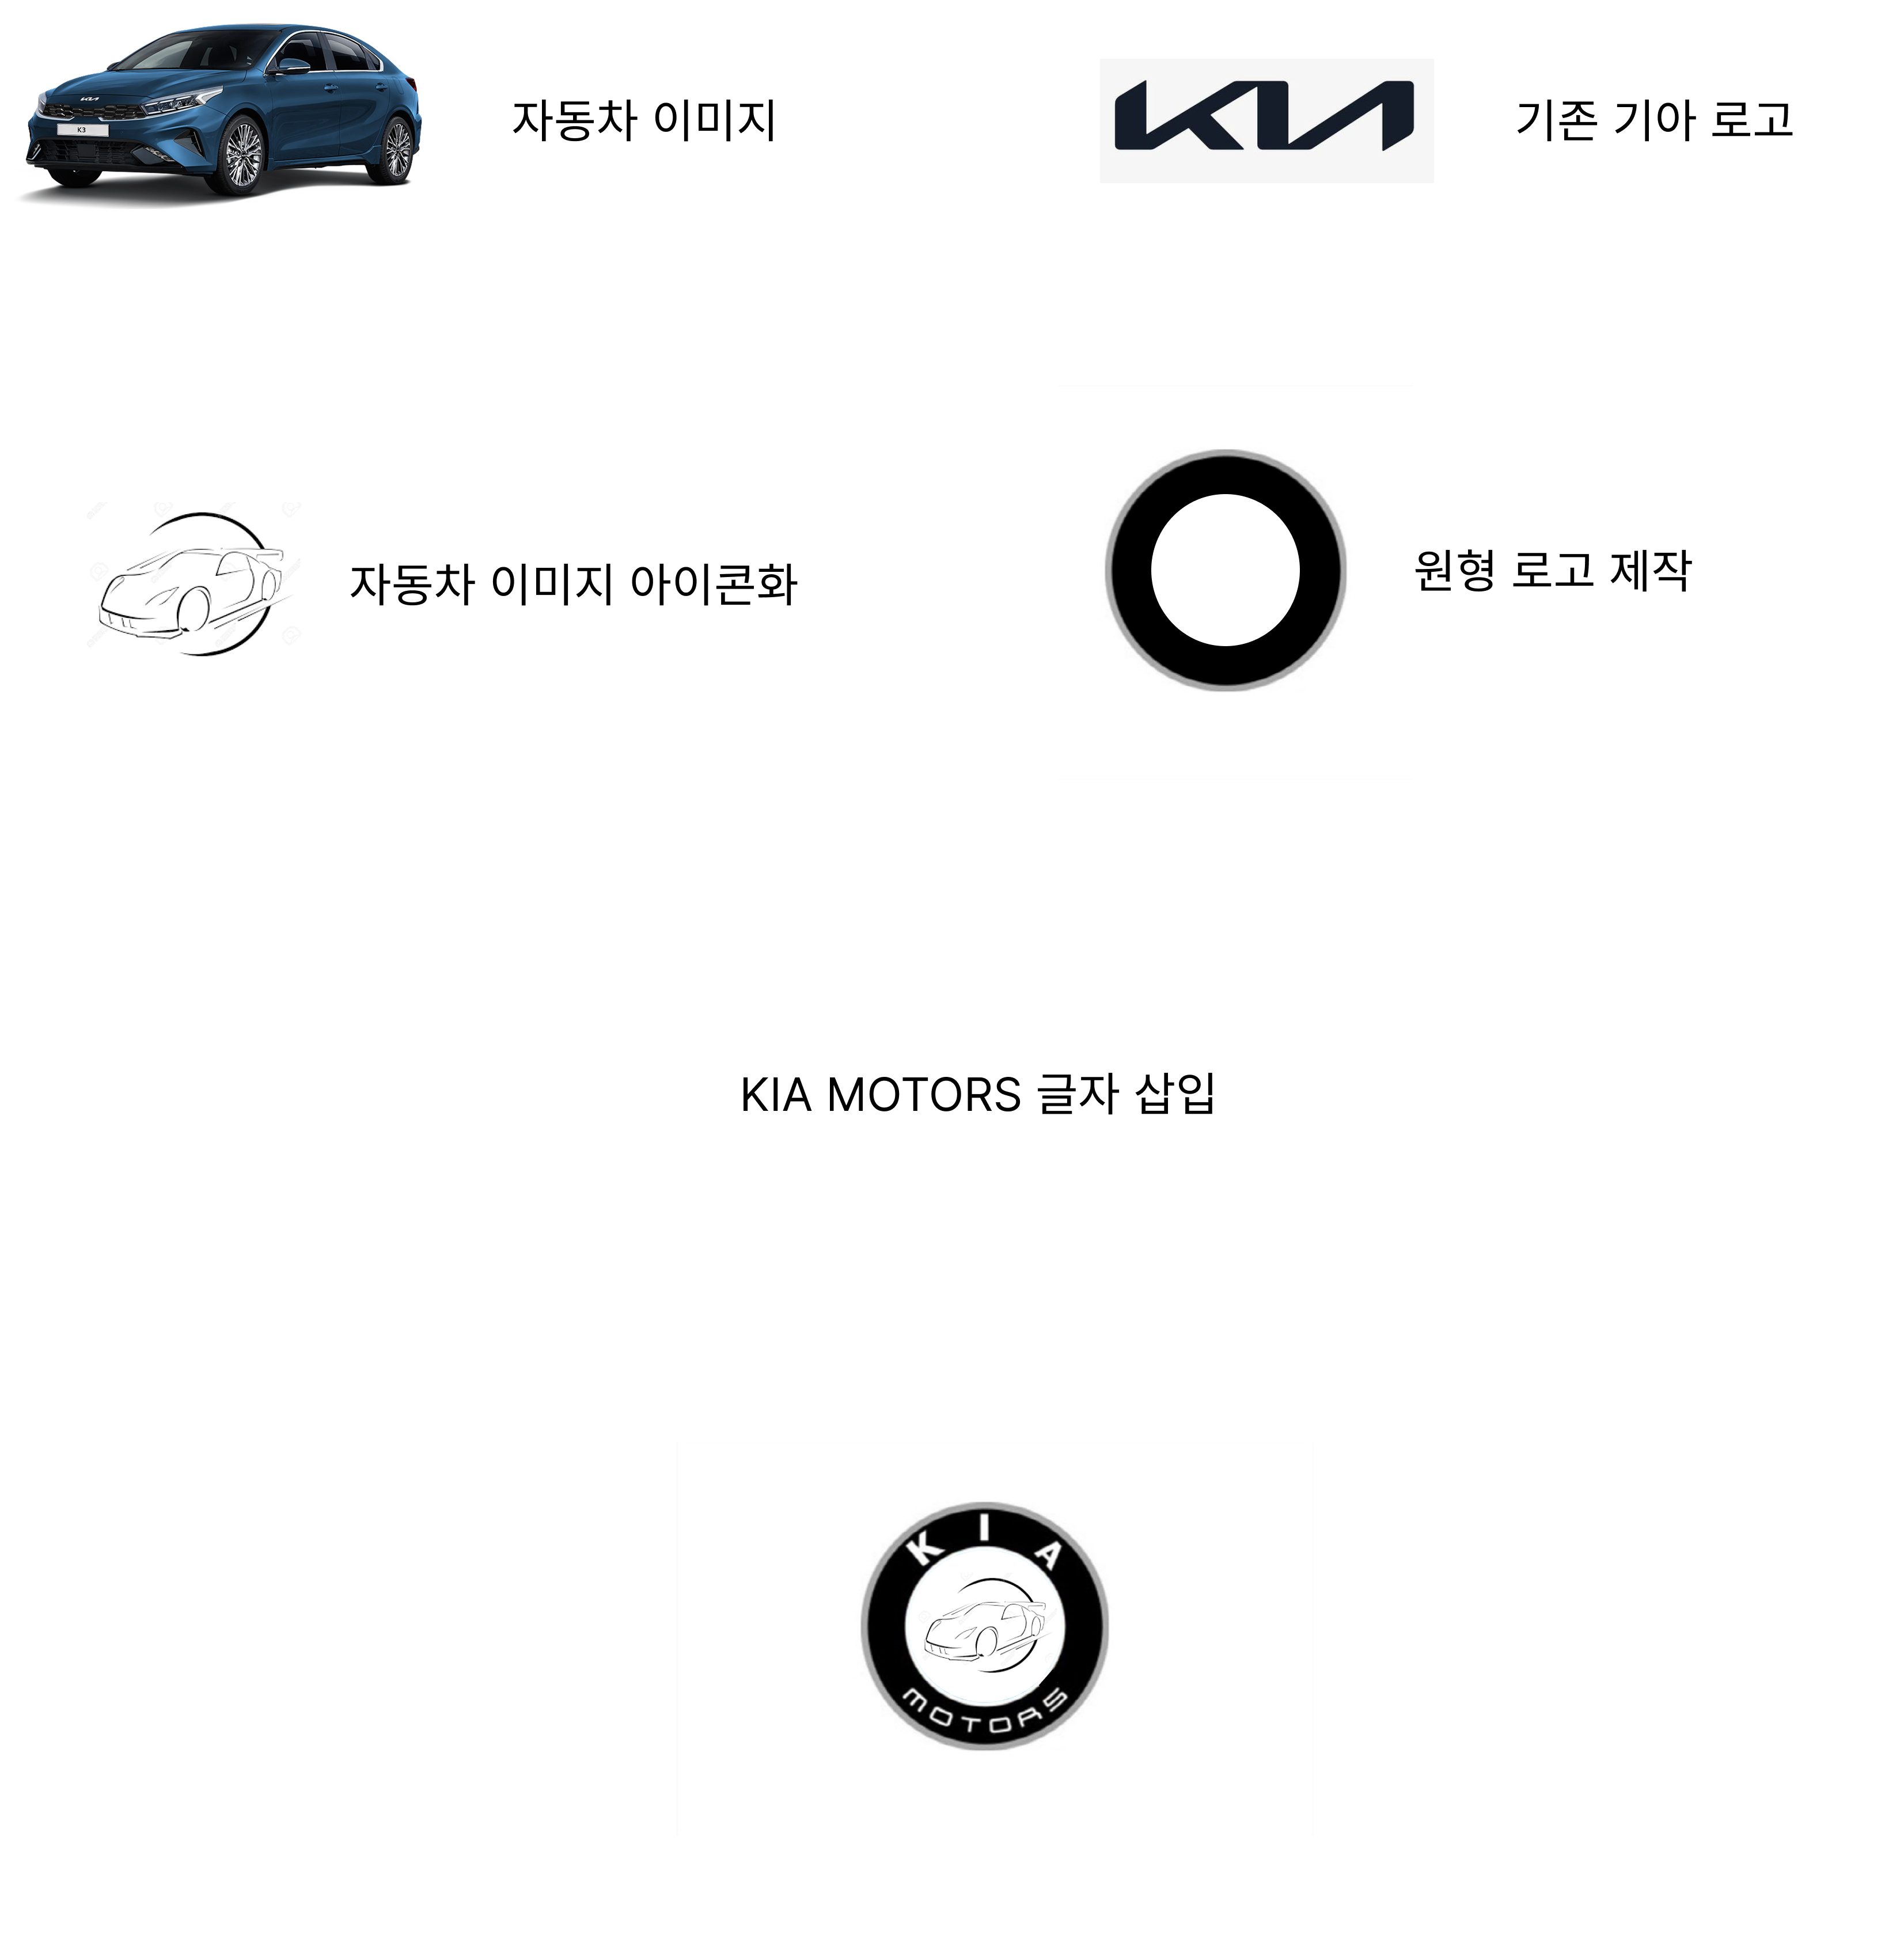 K3
자동차 이미지
KIA
기존 기아 로고
자동차 이미지 아이콘화
원형 로고 제작
KIA MOTORS 글자 삽입
KIA
MOTORS